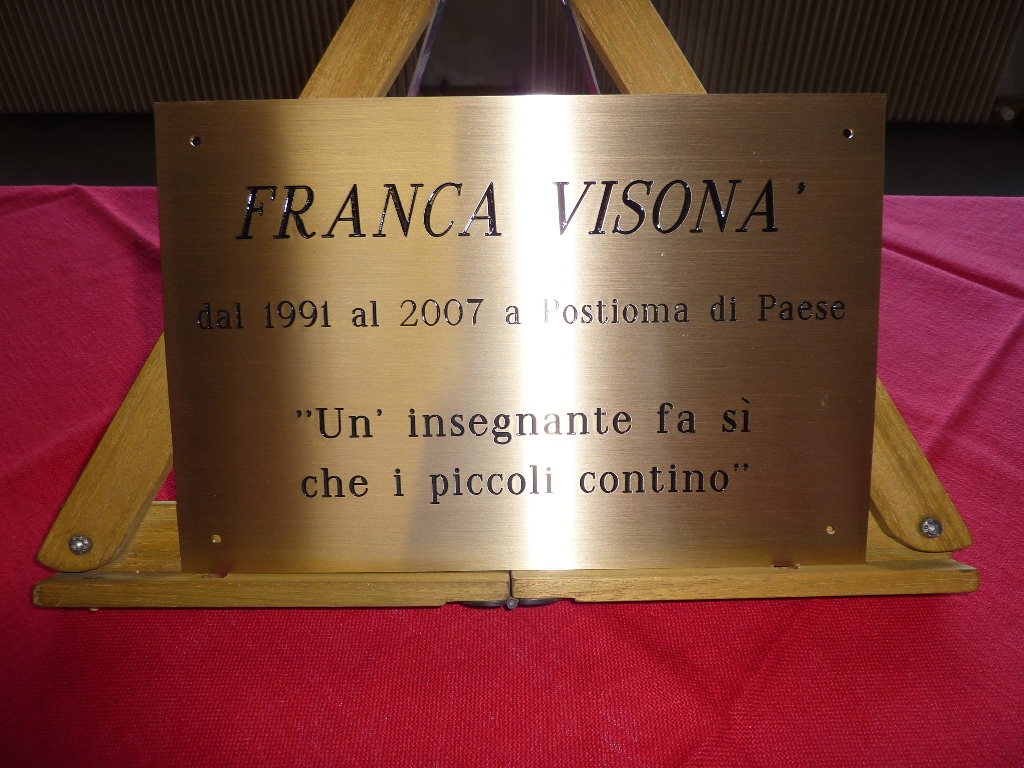 FRANCA VISONA'
dal 1991 al 2007 a Postioma di Paese
"Un' insegnante fa sì
che i piccoli contino"